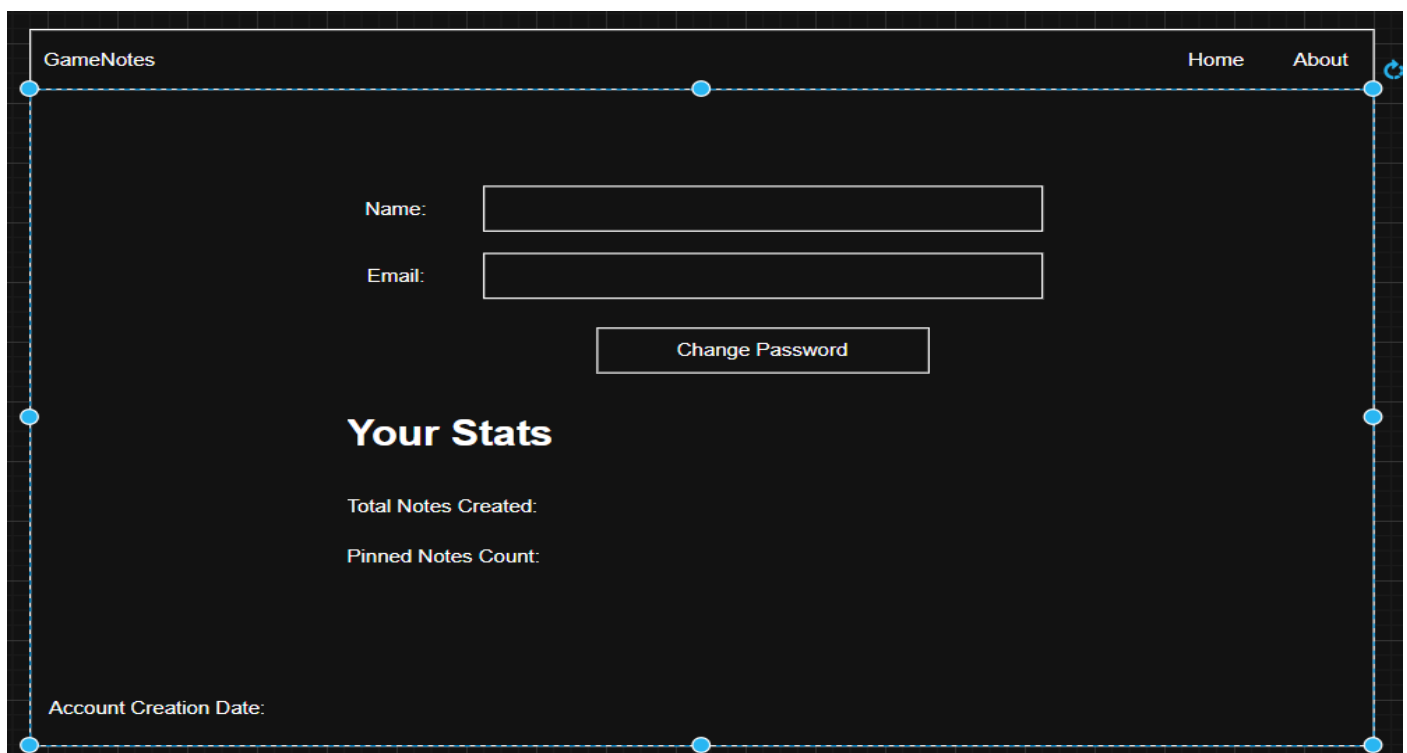 GameNotes Home About
Name:
Email:
Change Password
Your Stats
Total Notes Created:
Pinned Notes Count:
Account Creation Date: